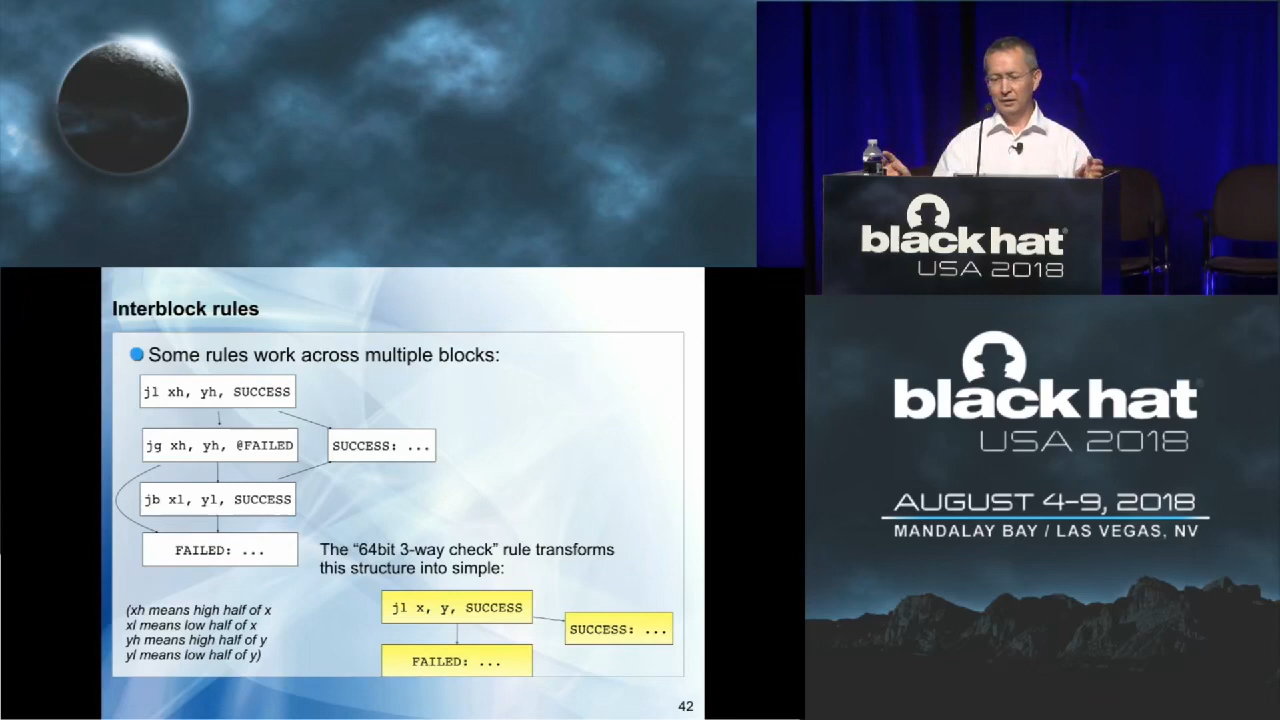 black hat
USA 2018
Interblock rules
Some rules work across multiple blocks:
jl xh, yh, SUCCESS
jg xh, yh, @FAILED
SUCCESS: ...
jb xl, yl, SUCCESS
FAILED: ...
The “64bit 3-way check” rule transforms
this structure into simple:
jl x, y, SUCCESS
SUCCESS: ...
FAILED: ...
(xh means high half of x
xl means low half of x
yh means high half of y
yl means low half of y)
42
black hat
USA 2018
AUGUST 4-9, 2018
MANDALAY BAY / LAS VEGAS, NV